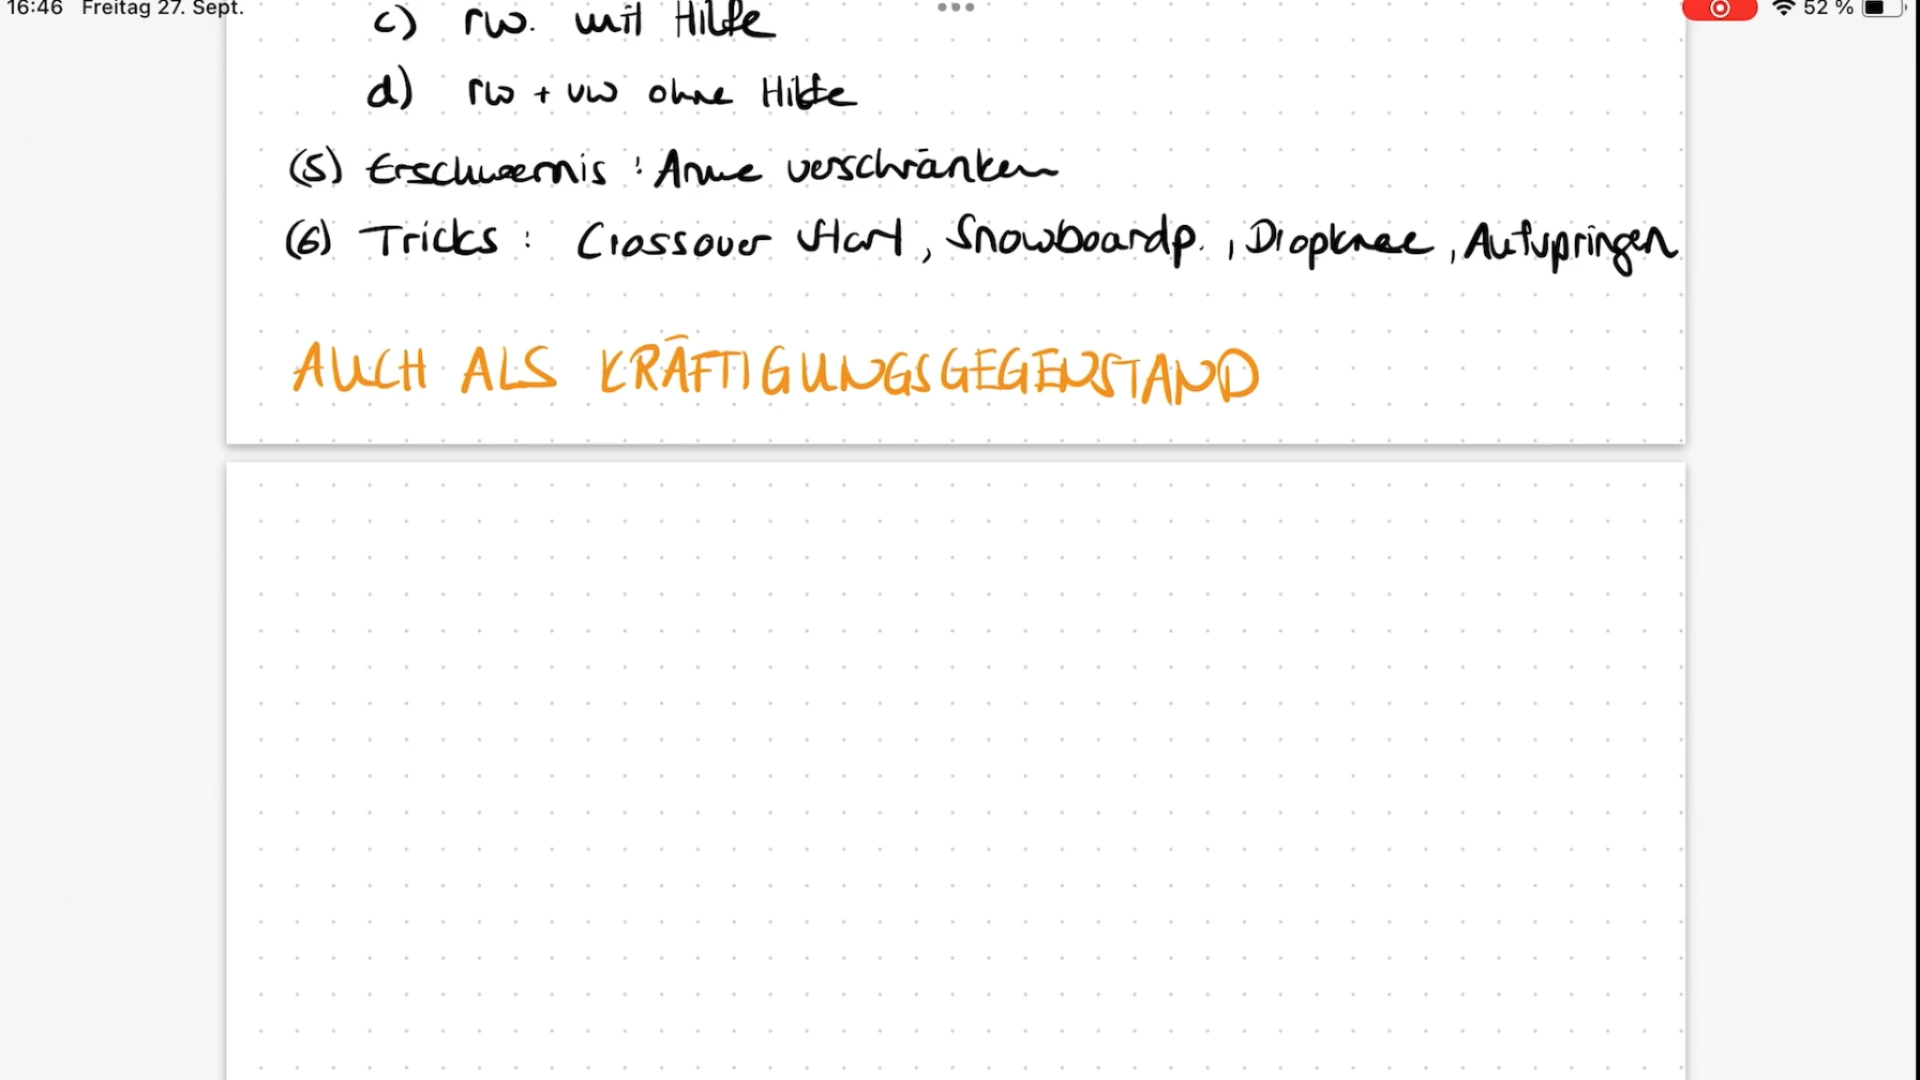 16:46 Freitag 27. Sept. 52 %
c) rw. mit Hilfe
d) rw + vw ohne Hilfe
(5) Erschwernis : Arme verschränken
(6) Tricks : Crossover Start, Snowboardp., Dropknee, Aufspringen
AUCH ALS KRÄFTIGUNGSGEGENSTAND